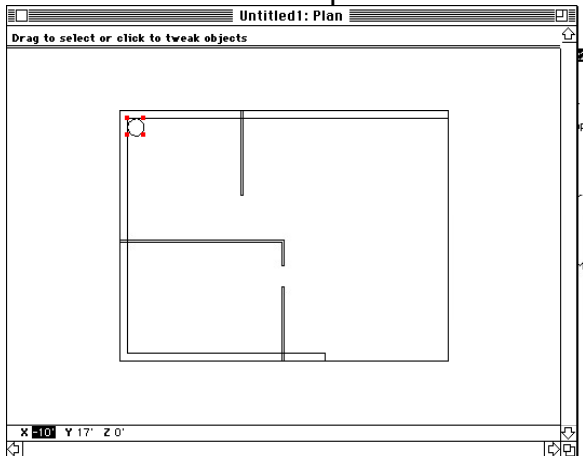 Untitled1: Plan
Drag to select or click to tweak objects
X -10' Y 17' Z 0'